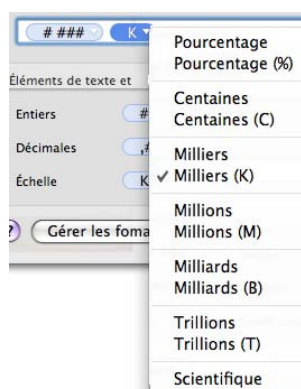 # ### K
Éléments de texte et
Entiers #
Décimales ,#
Échelle K
? Gérer les foma
Pourcentage
Pourcentage (%)
Centaines
Centaines (C)
Milliers
✓ Milliers (K)
Millions
Millions (M)
Milliards
Milliards (B)
Trillions
Trillions (T)
Scientifique